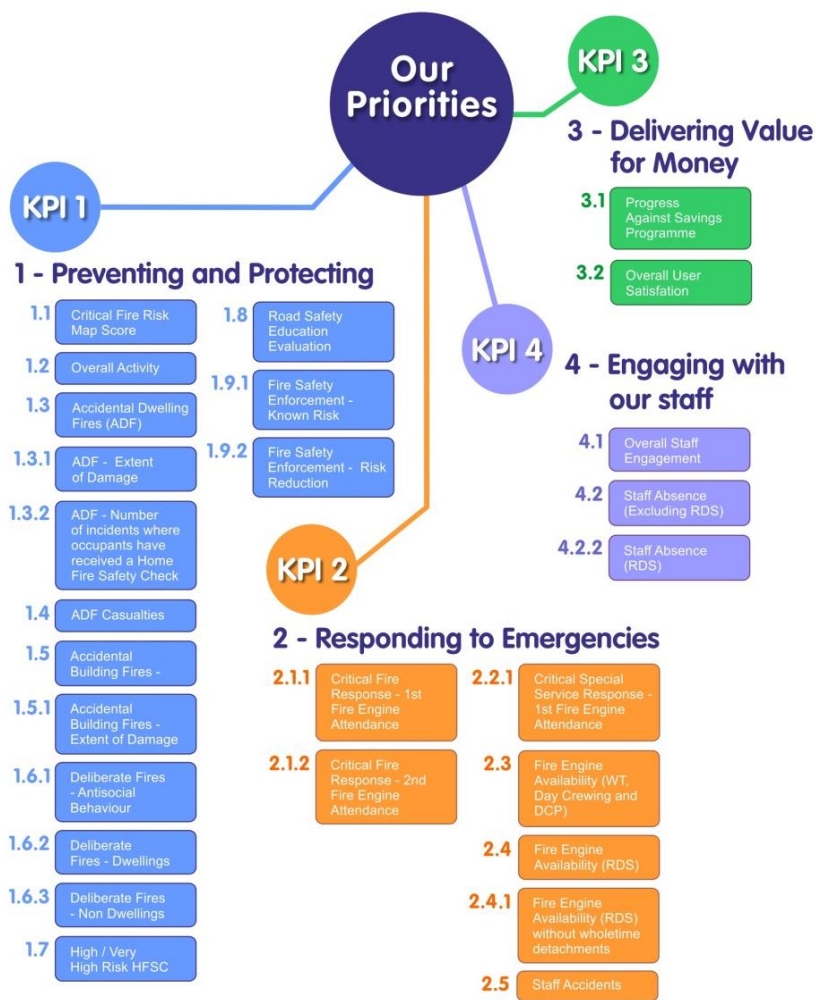 Our
Priorities
KPI 1
1 - Preventing and Protecting
1.1 Critical Fire Risk
Map Score
1.2 Overall Activity
1.3 Accidental Dwelling
Fires (ADF)
1.3.1 ADF - Extent
of Damage
1.3.2 ADF - Number
of incidents where
occupants have
received a Home
Fire Safety Check
1.4 ADF Casualties
1.5 Accidental
Building Fires -
1.5.1 Accidental
Building Fires -
Extent of Damage
1.6.1 Deliberate Fires
- Antisocial
Behaviour
1.6.2 Deliberate
Fires - Dwellings
1.6.3 Deliberate Fires
- Non Dwellings
1.7 High / Very
High Risk HFSC
1.8 Road Safety
Education
Evaluation
1.9.1 Fire Safety
Enforcement -
Known Risk
1.9.2 Fire Safety
Enforcement - Risk
Reduction
KPI 2
2 - Responding to Emergencies
2.1.1 Critical Fire
Response - 1st
Fire Engine
Attendance
2.1.2 Critical Fire
Response - 2nd
Fire Engine
Attendance
2.2.1 Critical Special
Service Response -
1st Fire Engine
Attendance
2.3 Fire Engine
Availability (WT,
Day Crewing and
DCP)
2.4 Fire Engine
Availability (RDS)
2.4.1 Fire Engine
Availability (RDS)
without wholetime
detachments
2.5 Staff Accidents
KPI 3
3 - Delivering Value
for Money
3.1 Progress
Against Savings
Programme
3.2 Overall User
Satisfation
KPI 4
4 - Engaging with
our staff
4.1 Overall Staff
Engagement
4.2 Staff Absence
(Excluding RDS)
4.2.2 Staff Absence
(RDS)